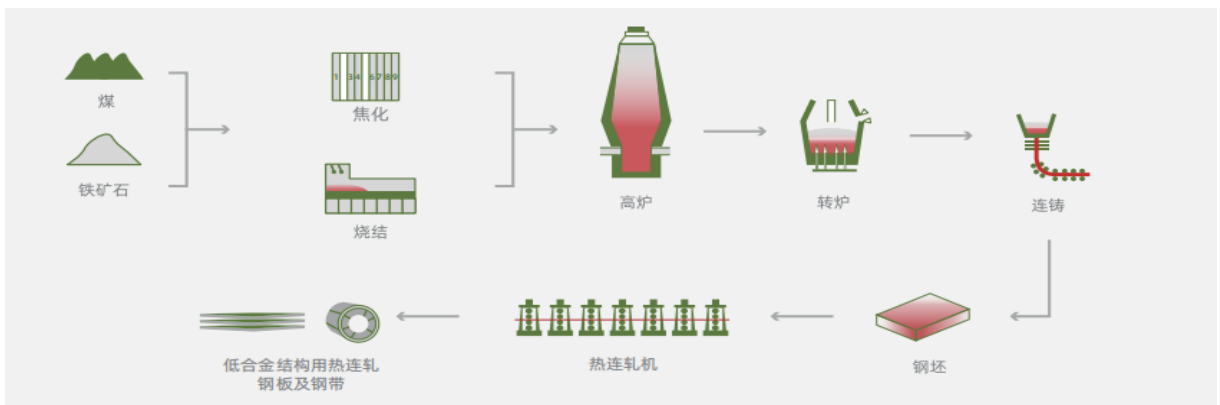 煤
铁矿石
1 3 4 6 7 8 9
焦化
烧结
高炉
转炉
连铸
低合金结构用热连轧
钢板及钢带
热连轧机
钢坯